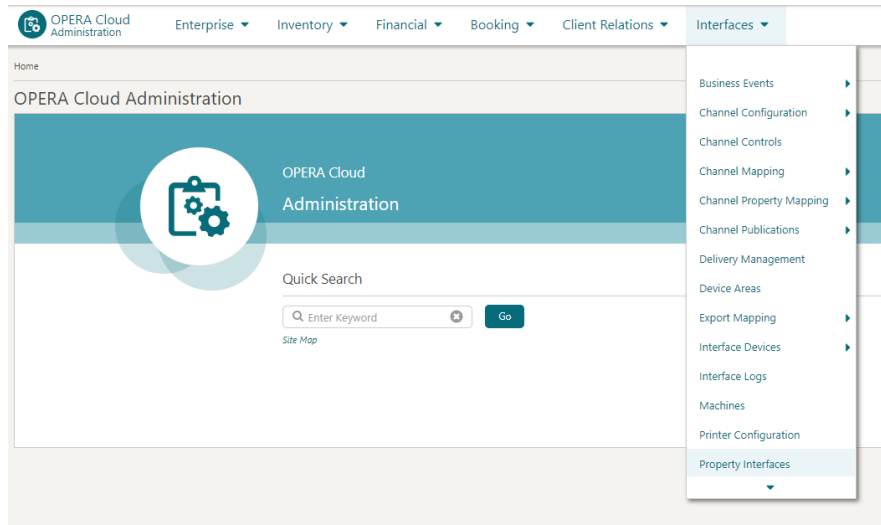 OPERA Cloud
Administration
Enterprise
Inventory
Financial
Booking
Client Relations
Interfaces
Home
OPERA Cloud Administration
OPERA Cloud
Administration
Quick Search
Enter Keyword
Go
Site Map
Business Events
Channel Configuration
Channel Controls
Channel Mapping
Channel Property Mapping
Channel Publications
Delivery Management
Device Areas
Export Mapping
Interface Devices
Interface Logs
Machines
Printer Configuration
Property Interfaces